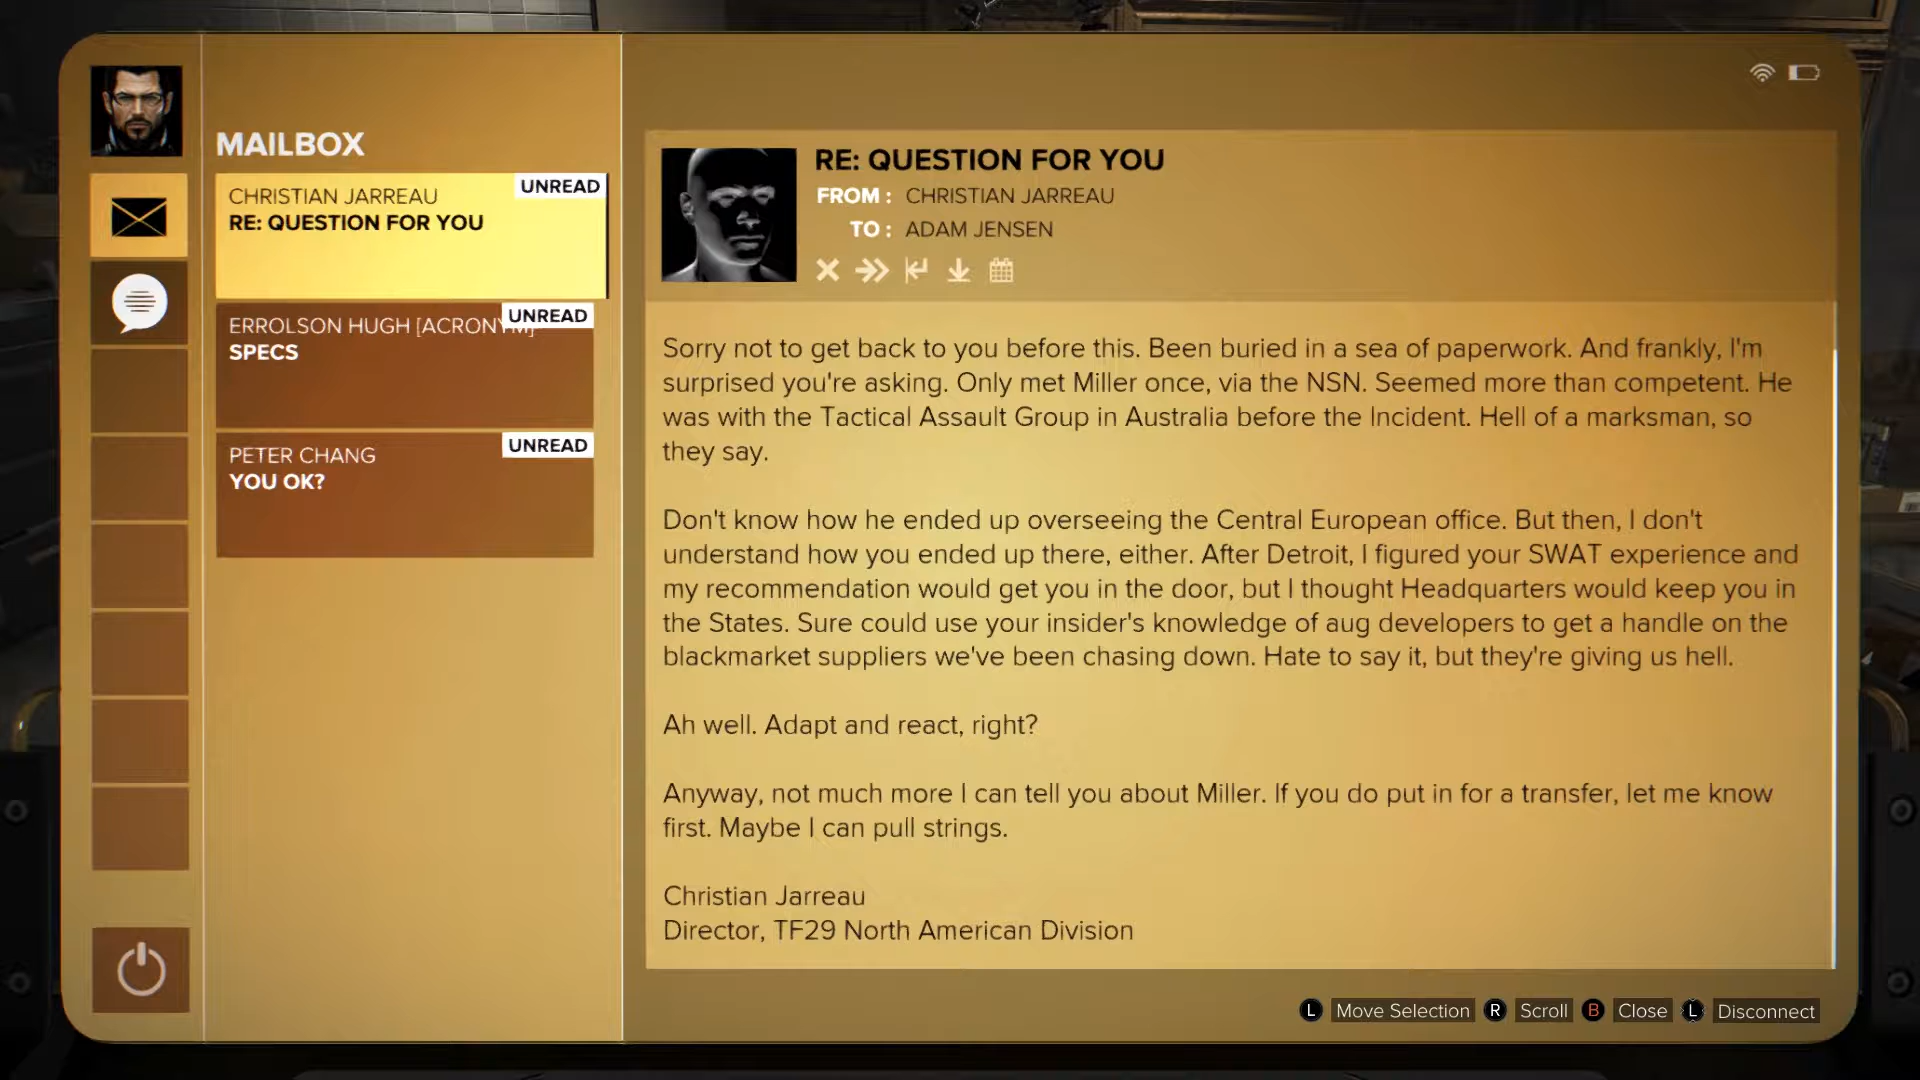 MAILBOX
CHRISTIAN JARREAU
UNREAD
RE: QUESTION FOR YOU
ERROLSON HUGH [ACRONYM]
UNREAD
SPECS
PETER CHANG
UNREAD
YOU OK?
RE: QUESTION FOR YOU
FROM : CHRISTIAN JARREAU
TO : ADAM JENSEN
Sorry not to get back to you before this. Been buried in a sea of paperwork. And frankly, I'm
surprised you're asking. Only met Miller once, via the NSN. Seemed more than competent. He
was with the Tactical Assault Group in Australia before the Incident. Hell of a marksman, so
they say.
Don't know how he ended up overseeing the Central European office. But then, I don't
understand how you ended up there, either. After Detroit, I figured your SWAT experience and
my recommendation would get you in the door, but I thought Headquarters would keep you in
the States. Sure could use your insider's knowledge of aug developers to get a handle on the
blackmarket suppliers we've been chasing down. Hate to say it, but they're giving us hell.
Ah well. Adapt and react, right?
Anyway, not much more I can tell you about Miller. If you do put in for a transfer, let me know
first. Maybe I can pull strings.
Christian Jarreau
Director, TF29 North American Division
L Move Selection R Scroll B Close L Disconnect